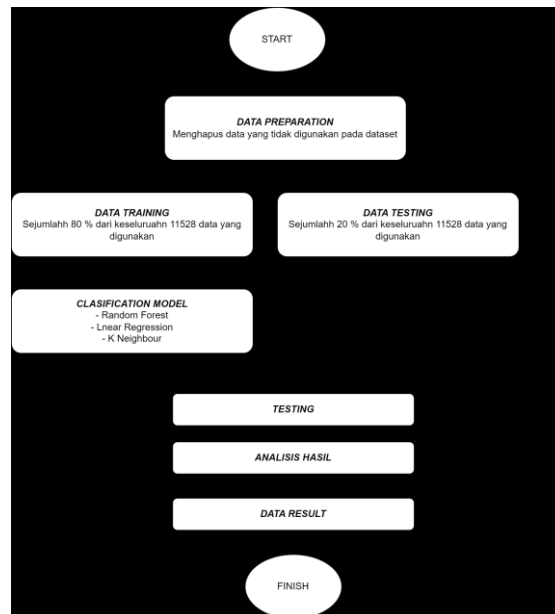 START
DATA PREPARATION
Menghapus data yang tidak digunakan pada dataset
DATA TRAINING
Sejumlahh 80 % dari keseluruahn 11528 data yang
digunakan
DATA TESTING
Sejumlahh 20 % dari keseluruahn 11528 data yang
digunakan
CLASIFICATION MODEL
- Random Forest
- Lnear Regression
- K Neighbour
TESTING
ANALISIS HASIL
DATA RESULT
FINISH